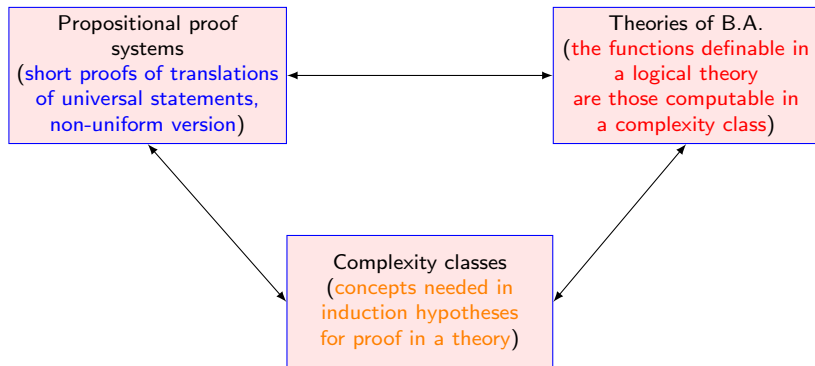 Propositional proof
systems
(short proofs of translations
of universal statements,
non-uniform version)
Theories of B.A.
(the functions definable in
a logical theory
are those computable in
a complexity class)
Complexity classes
(concepts needed in
induction hypotheses
for proof in a theory)